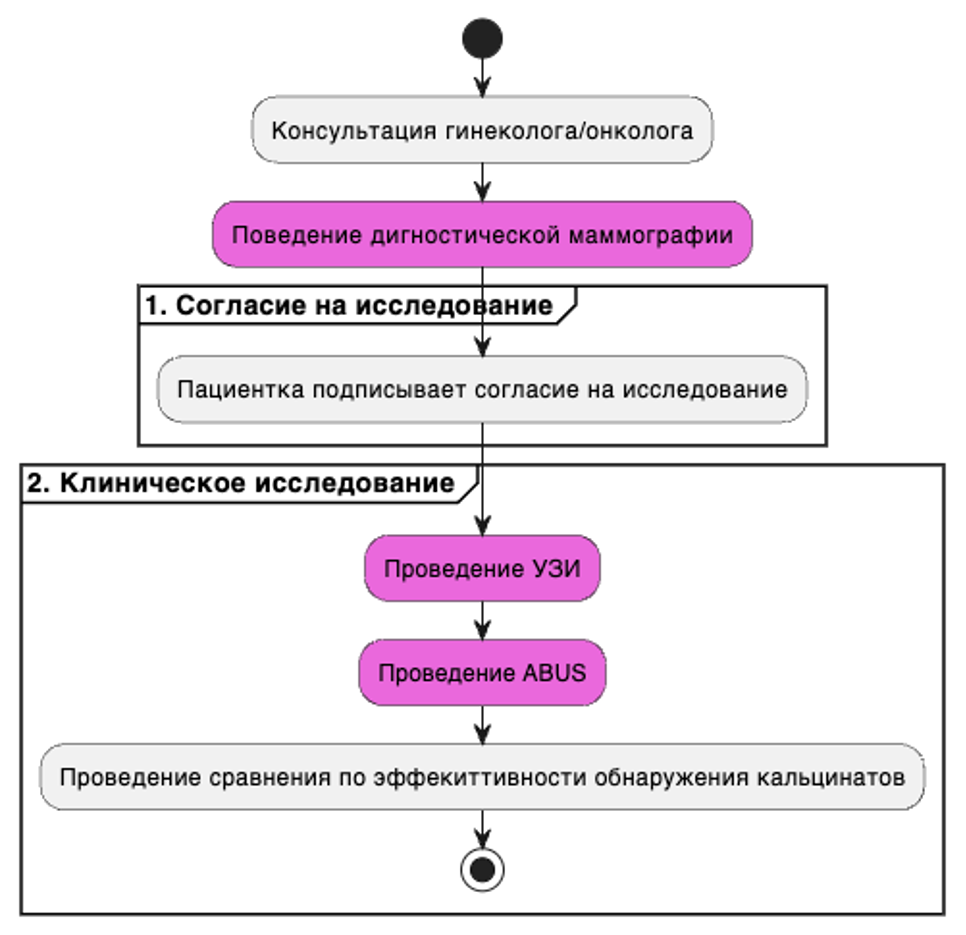 Консультация гинеколога/онколога
Поведение дигностической маммографии
1. Согласие на исследование
Пациентка подписывает согласие на исследование
2. Клиническое исследование
Проведение УЗИ
Проведение ABUS
Проведение сравнения по эффекиттивности обнаружения кальцинатов